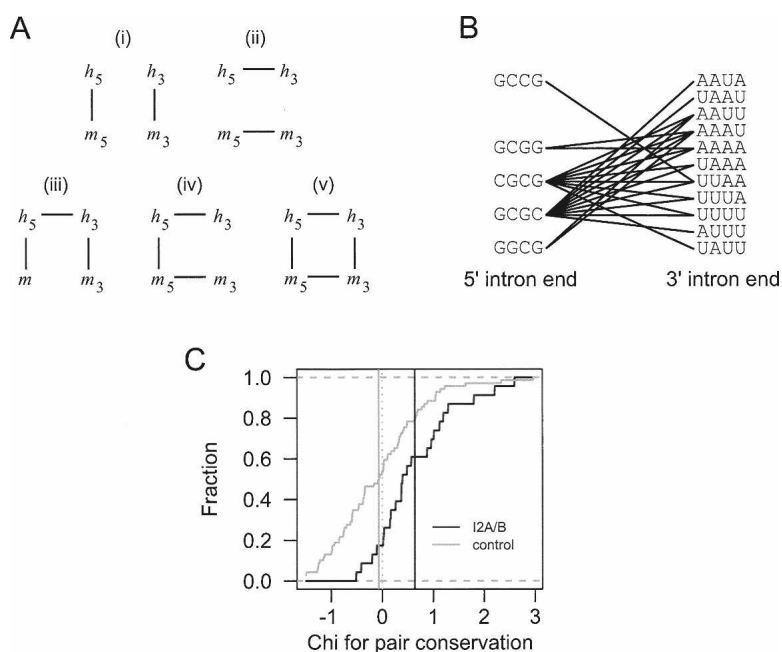 A
(i) (ii)
h5 h3 h5 h3
m5 m3 m5 m3
(iii) (iv) (v)
h5 h3 h5 h3 h5 h3
m m3 m5 m3 m5 m3
B
GCCG
GCGG
CGCG
GCGC
GGCG
5' intron end
AAUA
UAAU
AAUU
AAAU
AAAA
UAAA
UUAA
UUUA
UUUU
AUUU
UAUU
3' intron end
C
Fraction
1.0
0.8
0.6
0.4
0.2
0.0
I2A/B
control
-1 0 1 2 3
Chi for pair conservation